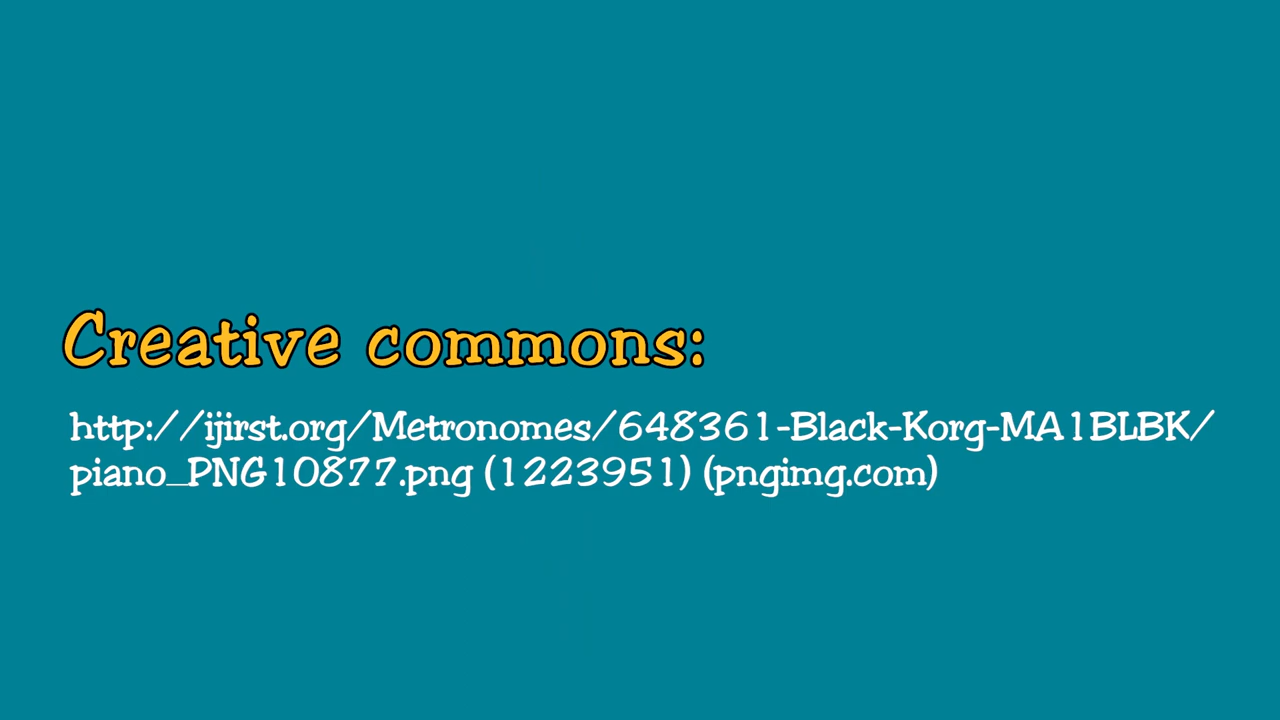 Creative commons:
http://ijirst.org/Metronomes/648361-Black-Korg-MA1BLBK/
piano_PNG10877.png (1223951) (pngimg.com)